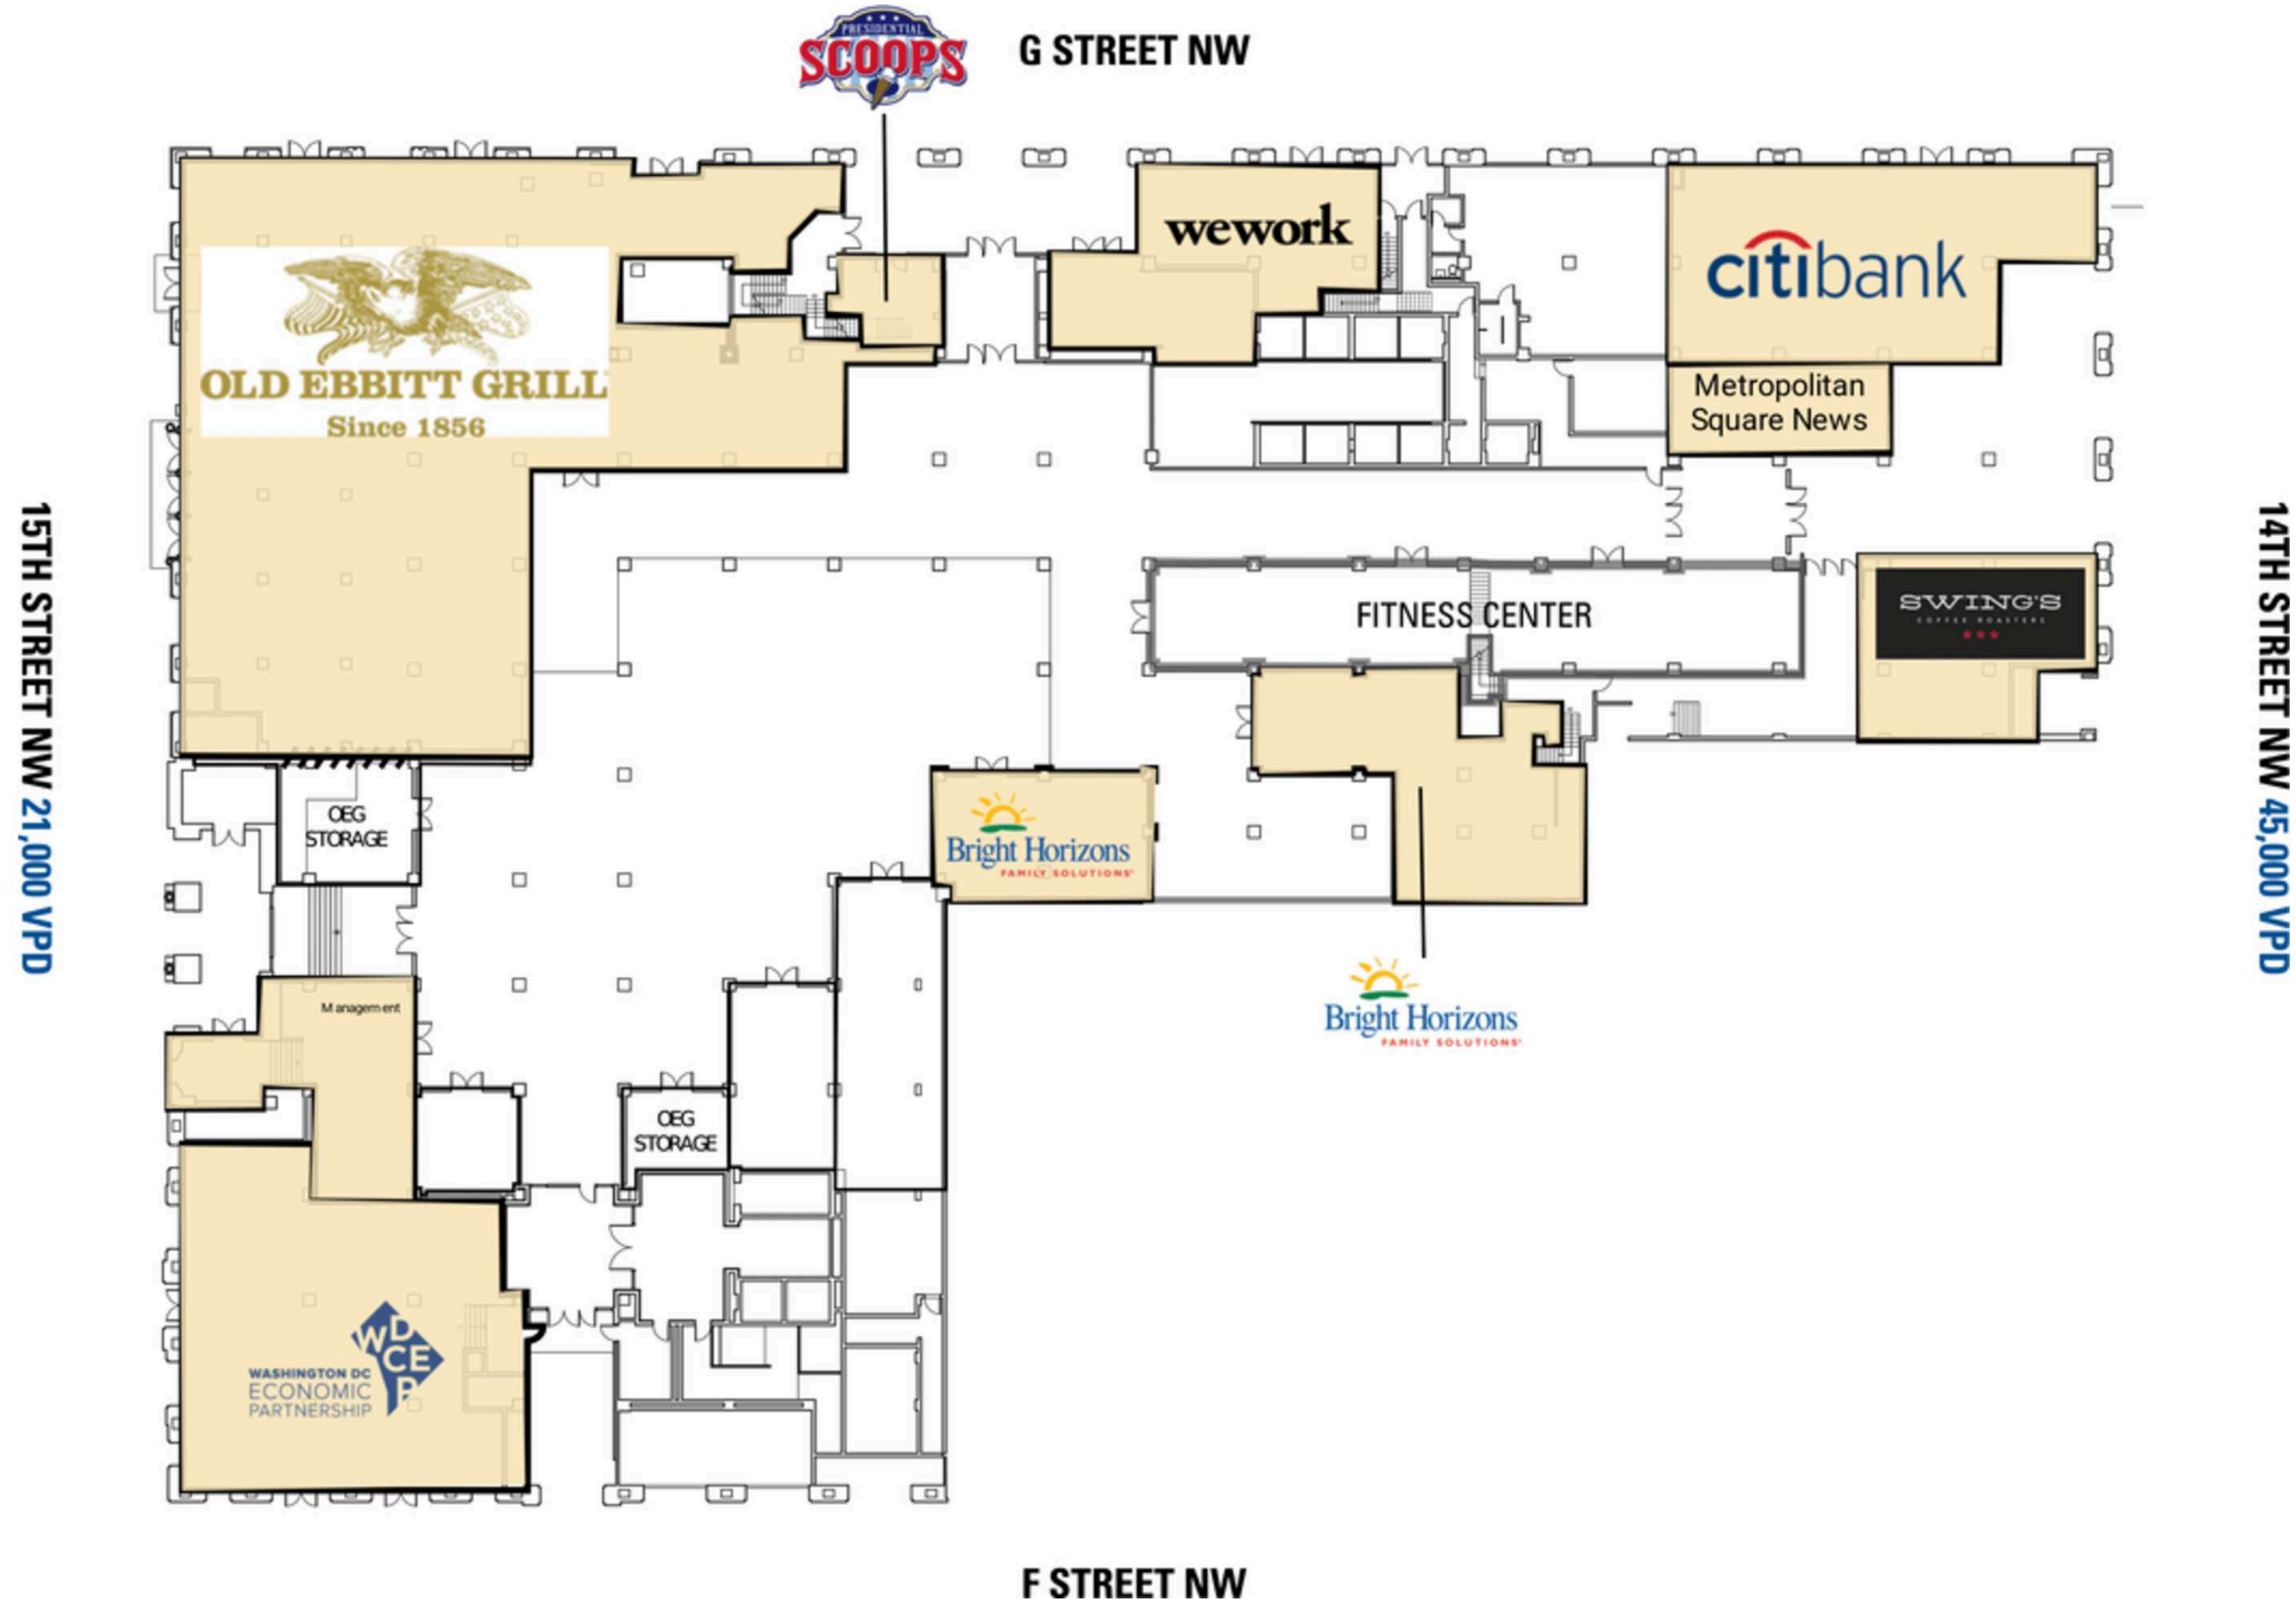 PRESIDENTIAL
SCOOPS
G STREET NW
wework
citibank
OLD EBBITT GRILL
Since 1856
Metropolitan
Square News
15TH STREET NW 21,000 VPD
14TH STREET NW 45,000 VPD
FITNESS CENTER
SWING'S
COFFEE ROASTERS
OEG
STORAGE
Bright Horizons
FAMILY SOLUTIONS
Bright Horizons
FAMILY SOLUTIONS
Management
OEG
STORAGE
WDCEP
WASHINGTON DC
ECONOMIC
PARTNERSHIP
F STREET NW